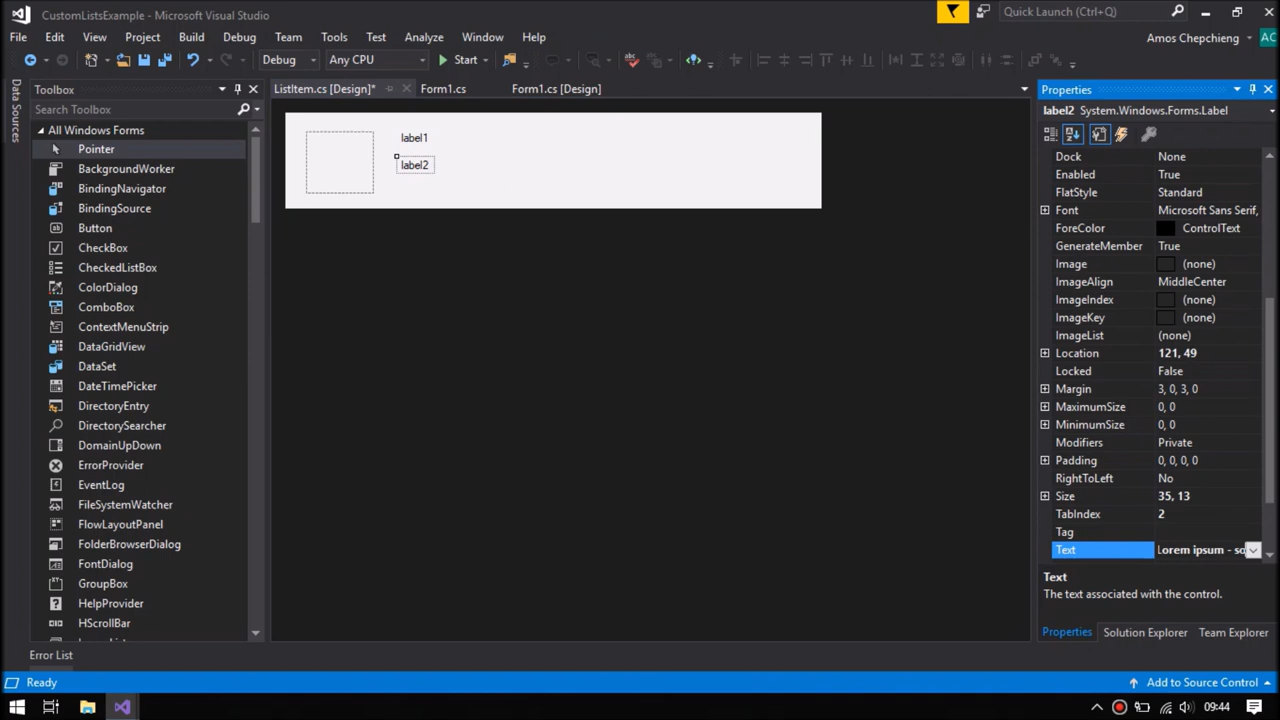 CustomListsExample - Microsoft Visual Studio
Quick Launch (Ctrl+Q)
File Edit View Project Build Debug Team Tools Test Analyze Window Help
Amos Chepchieng AC
Debug Any CPU Start
Data Sources
Toolbox
Search Toolbox
All Windows Forms
Pointer
BackgroundWorker
BindingNavigator
BindingSource
Button
CheckBox
CheckedListBox
ColorDialog
ComboBox
ContextMenuStrip
DataGridView
DataSet
DateTimePicker
DirectoryEntry
DirectorySearcher
DomainUpDown
ErrorProvider
EventLog
FileSystemWatcher
FlowLayoutPanel
FolderBrowserDialog
FontDialog
GroupBox
HelpProvider
HScrollBar
ListItem.cs [Design]* Form1.cs Form1.cs [Design]
label1
label2
Properties
label2 System.Windows.Forms.Label
Dock None
Enabled True
FlatStyle Standard
Font Microsoft Sans Serif,
ForeColor ControlText
GenerateMember True
Image (none)
ImageAlign MiddleCenter
ImageIndex (none)
ImageKey (none)
ImageList (none)
Location 121, 49
Locked False
Margin 3, 0, 3, 0
MaximumSize 0, 0
MinimumSize 0, 0
Modifiers Private
Padding 0, 0, 0, 0
RightToLeft No
Size 35, 13
TabIndex 2
Tag
Text Lorem ipsum - so
Text
The text associated with the control.
Properties Solution Explorer Team Explorer
Error List
Ready
Add to Source Control
09:44